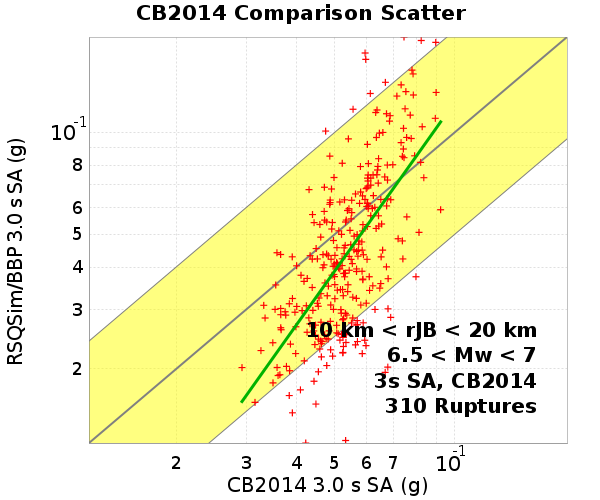 CB2014 Comparison Scatter
RSQSim/BBP 3.0 s SA (g)
10^-1
8
6
5
4
3
2
10 km < rJB < 20 km
6.5 < Mw < 7
3s SA, CB2014
310 Ruptures
2 3 4 5 6 7 10^-1
CB2014 3.0 s SA (g)